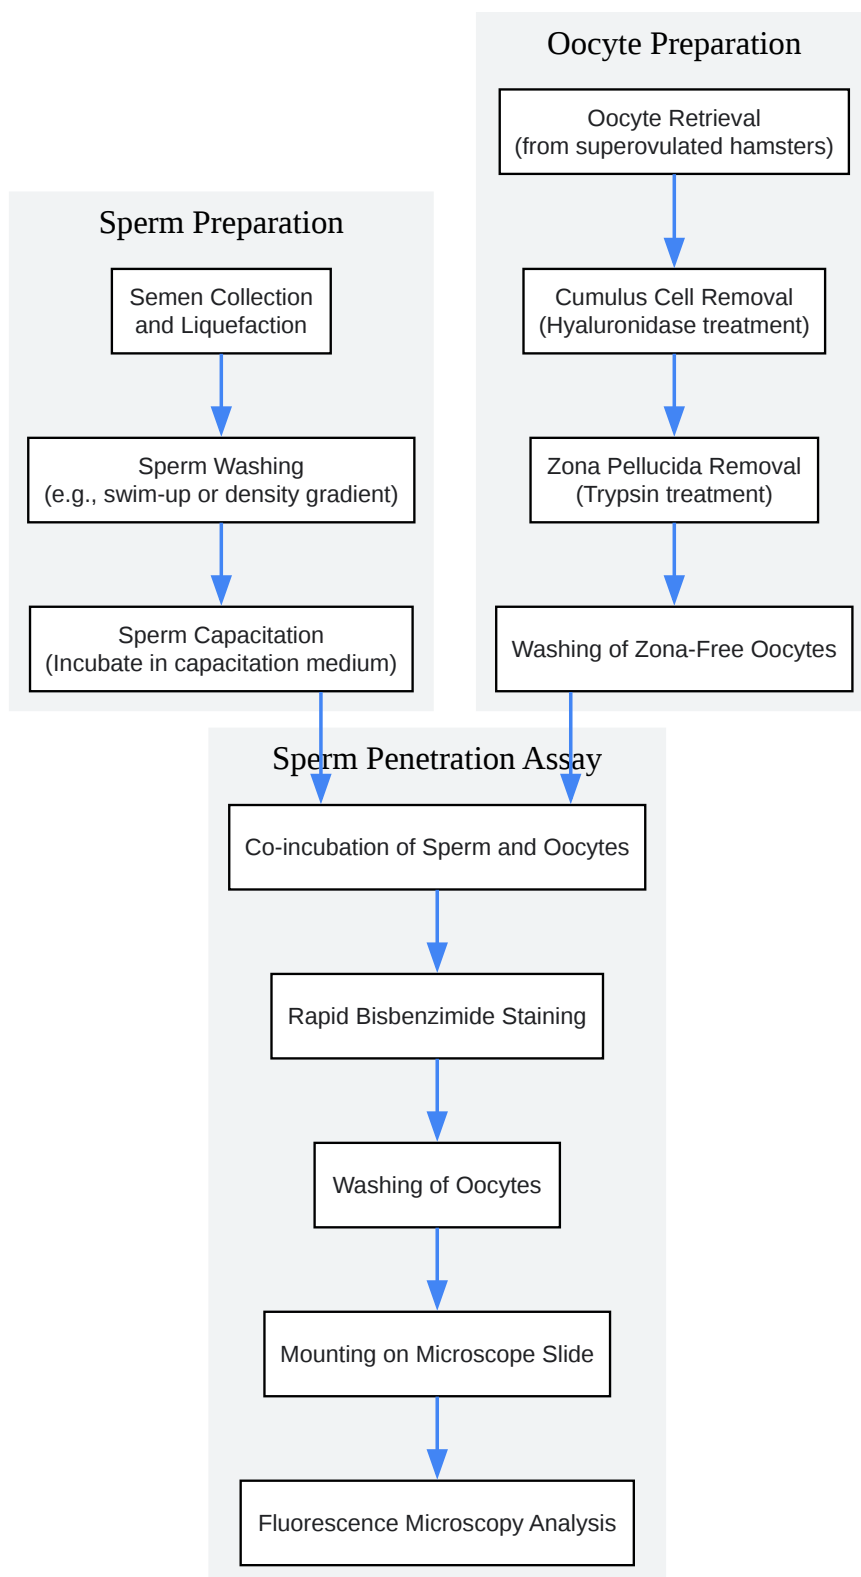 Oocyte Preparation
Oocyte Retrieval
(from superovulated hamsters)
Cumulus Cell Removal
(Hyaluronidase treatment)
Zona Pellucida Removal
(Trypsin treatment)
Washing of Zona-Free Oocytes
Sperm Preparation
Semen Collection
and Liquefaction
Sperm Washing
(e.g., swim-up or density gradient)
Sperm Capacitation
(Incubate in capacitation medium)
Sperm Penetration Assay
Co-incubation of Sperm and Oocytes
Rapid Bisbenzimide Staining
Washing of Oocytes
Mounting on Microscope Slide
Fluorescence Microscopy Analysis